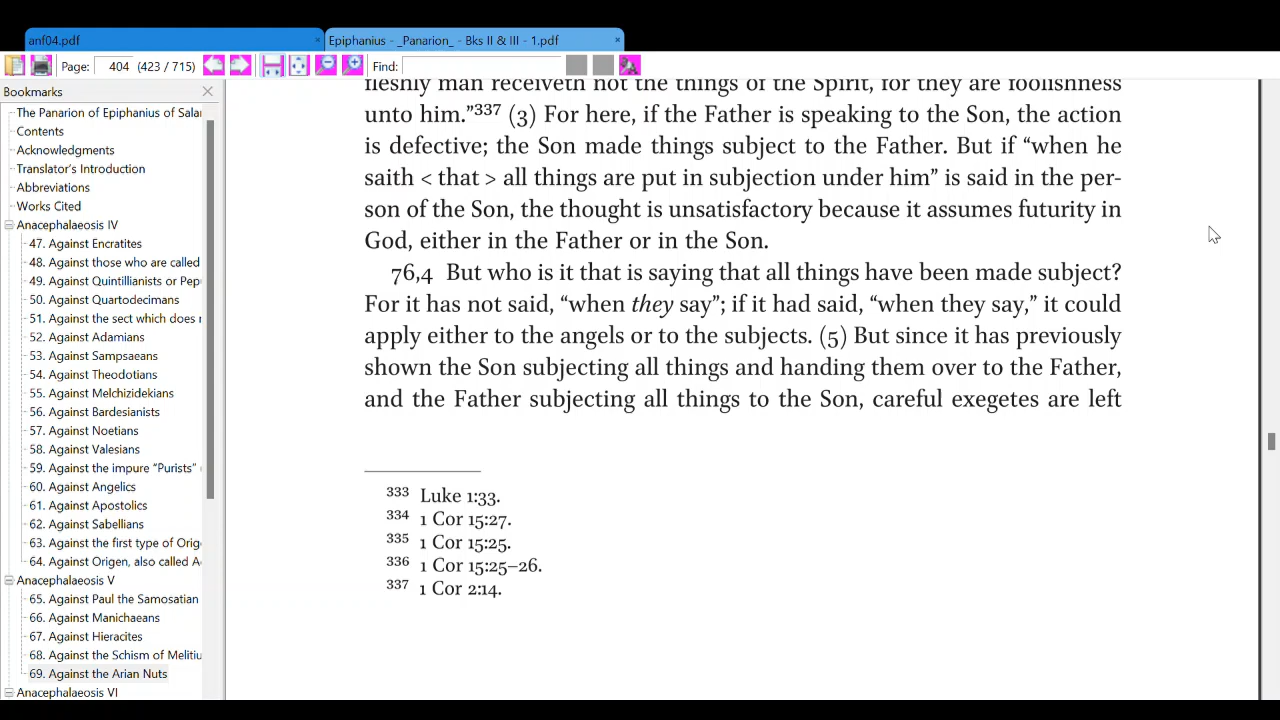 anf04.pdf
Epiphanius - _Panarion_ - Bks II & III - 1.pdf
Page: 404 (423 / 715)
Find:
Bookmarks
The Panarion of Epiphanius of Sala
Contents
Acknowledgments
Translator's Introduction
Abbreviations
Works Cited
Anacephalaeosis IV
47. Against Encratites
48. Against those who are called
49. Against Quintillianists or Pep
50. Against Quartodecimans
51. Against the sect which does r
52. Against Adamians
53. Against Sampsaeans
54. Against Theodotians
55. Against Melchizidekians
56. Against Bardesianists
57. Against Noetians
58. Against Valesians
59. Against the impure "Purists" (
60. Against Angelics
61. Against Apostolics
62. Against Sabellians
63. Against the first type of Orig
64. Against Origen, also called A
Anacephalaeosis V
65. Against Paul the Samosatian
66. Against Manichaeans
67. Against Hieracites
68. Against the Schism of Melitiu
69. Against the Arian Nuts
Anacephalaeosis VI
fleshly man receiveth not the things of the Spirit, for they are foolishness
unto him."337 (3) For here, if the Father is speaking to the Son, the action
is defective; the Son made things subject to the Father. But if "when he
saith < that > all things are put in subjection under him" is said in the per-
son of the Son, the thought is unsatisfactory because it assumes futurity in
God, either in the Father or in the Son.
76,4 But who is it that is saying that all things have been made subject?
For it has not said, "when they say"; if it had said, "when they say," it could
apply either to the angels or to the subjects. (5) But since it has previously
shown the Son subjecting all things and handing them over to the Father,
and the Father subjecting all things to the Son, careful exegetes are left
333 Luke 1:33.
334 1 Cor 15:27.
335 1 Cor 15:25.
336 1 Cor 15:25–26.
337 1 Cor 2:14.